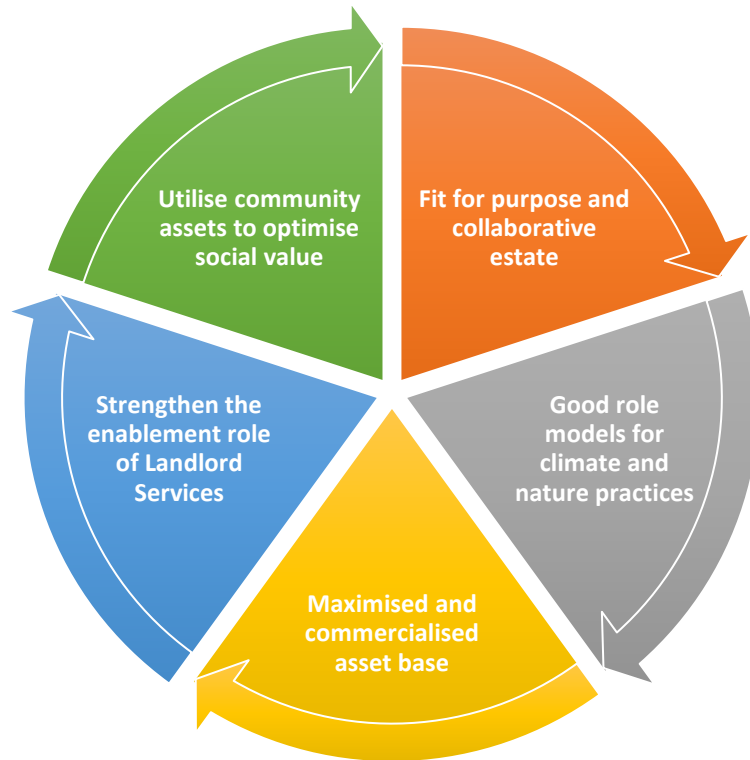 Utilise community
assets to optimise
social value
Fit for purpose and
collaborative
estate
Good role
models for
climate and
nature practices
Maximised and
commercialised
asset base
Strengthen the
enablement role
of Landlord
Services